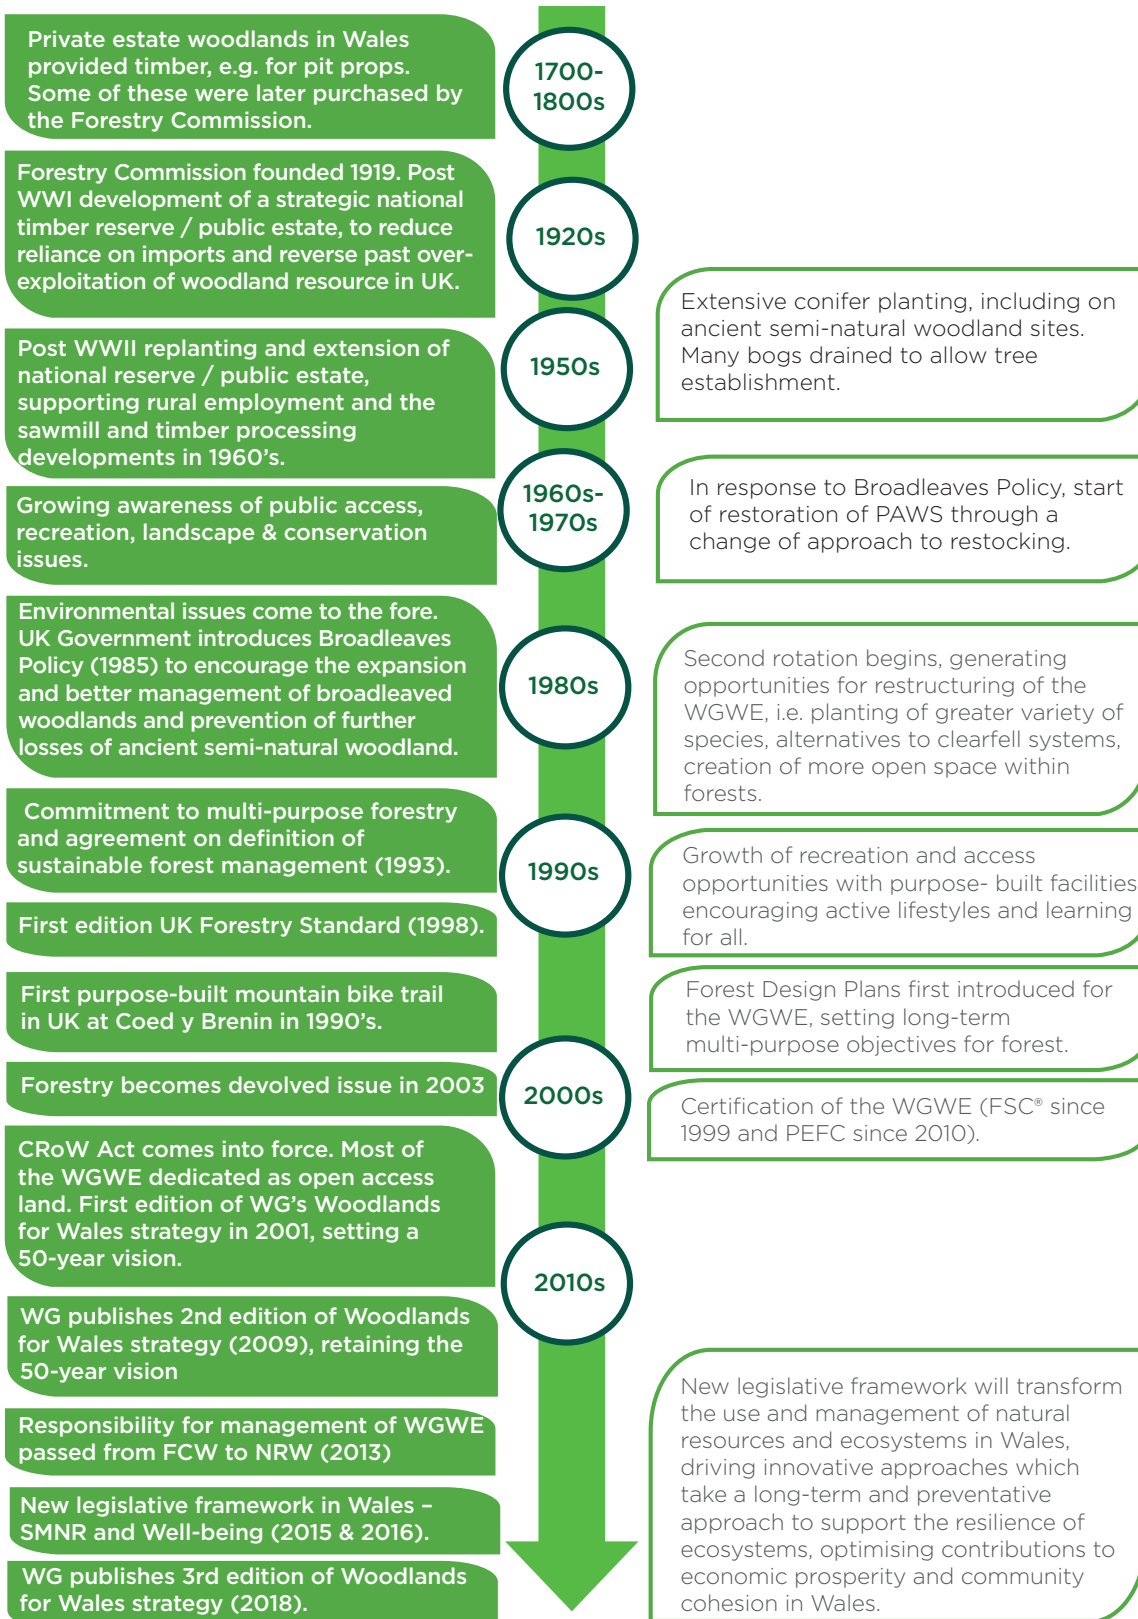 Private estate woodlands in Wales
provided timber, e.g. for pit props.
Some of these were later purchased by
the Forestry Commission.
1700-
1800s
Forestry Commission founded 1919. Post
WWI development of a strategic national
timber reserve / public estate, to reduce
reliance on imports and reverse past over-
exploitation of woodland resource in UK.
1920s
Extensive conifer planting, including on
ancient semi-natural woodland sites.
Many bogs drained to allow tree
establishment.
Post WWII replanting and extension of
national reserve / public estate,
supporting rural employment and the
sawmill and timber processing
developments in 1960's.
1950s
Growing awareness of public access,
recreation, landscape & conservation
issues.
1960s-
1970s
In response to Broadleaves Policy, start
of restoration of PAWS through a
change of approach to restocking.
Environmental issues come to the fore.
UK Government introduces Broadleaves
Policy (1985) to encourage the expansion
and better management of broadleaved
woodlands and prevention of further
losses of ancient semi-natural woodland.
1980s
Second rotation begins, generating
opportunities for restructuring of the
WGWE, i.e. planting of greater variety of
species, alternatives to clearfell systems,
creation of more open space within
forests.
Commitment to multi-purpose forestry
and agreement on definition of
sustainable forest management (1993).
1990s
Growth of recreation and access
opportunities with purpose- built facilities
encouraging active lifestyles and learning
for all.
First edition UK Forestry Standard (1998).
First purpose-built mountain bike trail
in UK at Coed y Brenin in 1990's.
Forest Design Plans first introduced for
the WGWE, setting long-term
multi-purpose objectives for forest.
Forestry becomes devolved issue in 2003
2000s
Certification of the WGWE (FSC® since
1999 and PEFC since 2010).
CRoW Act comes into force. Most of
the WGWE dedicated as open access
land. First edition of WG's Woodlands
for Wales strategy in 2001, setting a
50-year vision.
2010s
WG publishes 2nd edition of Woodlands
for Wales strategy (2009), retaining the
50-year vision
Responsibility for management of WGWE
passed from FCW to NRW (2013)
New legislative framework in Wales –
SMNR and Well-being (2015 & 2016).
WG publishes 3rd edition of Woodlands
for Wales strategy (2018).
New legislative framework will transform
the use and management of natural
resources and ecosystems in Wales,
driving innovative approaches which
take a long-term and preventative
approach to support the resilience of
ecosystems, optimising contributions to
economic prosperity and community
cohesion in Wales.